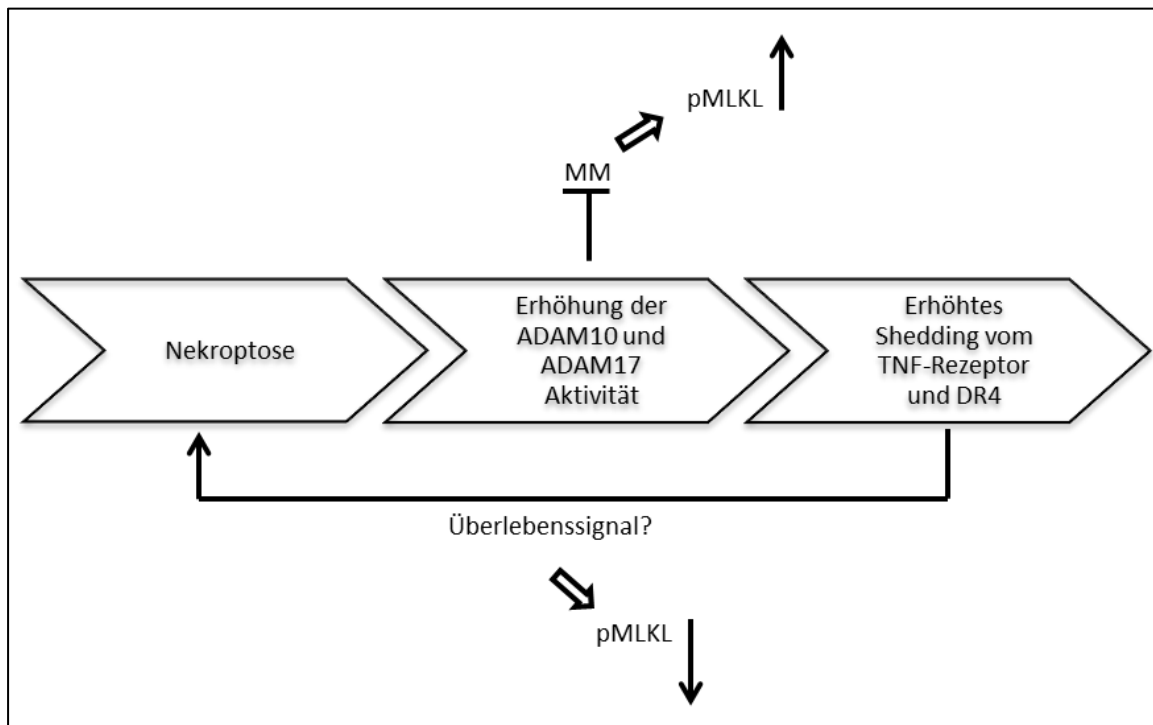 pMLKL
MM
Nekroptose
Erhöhung der
ADAM10 und
ADAM17
Aktivität
Erhöhtes
Shedding vom
TNF-Rezeptor
und DR4
Überlebenssignal?
pMLKL